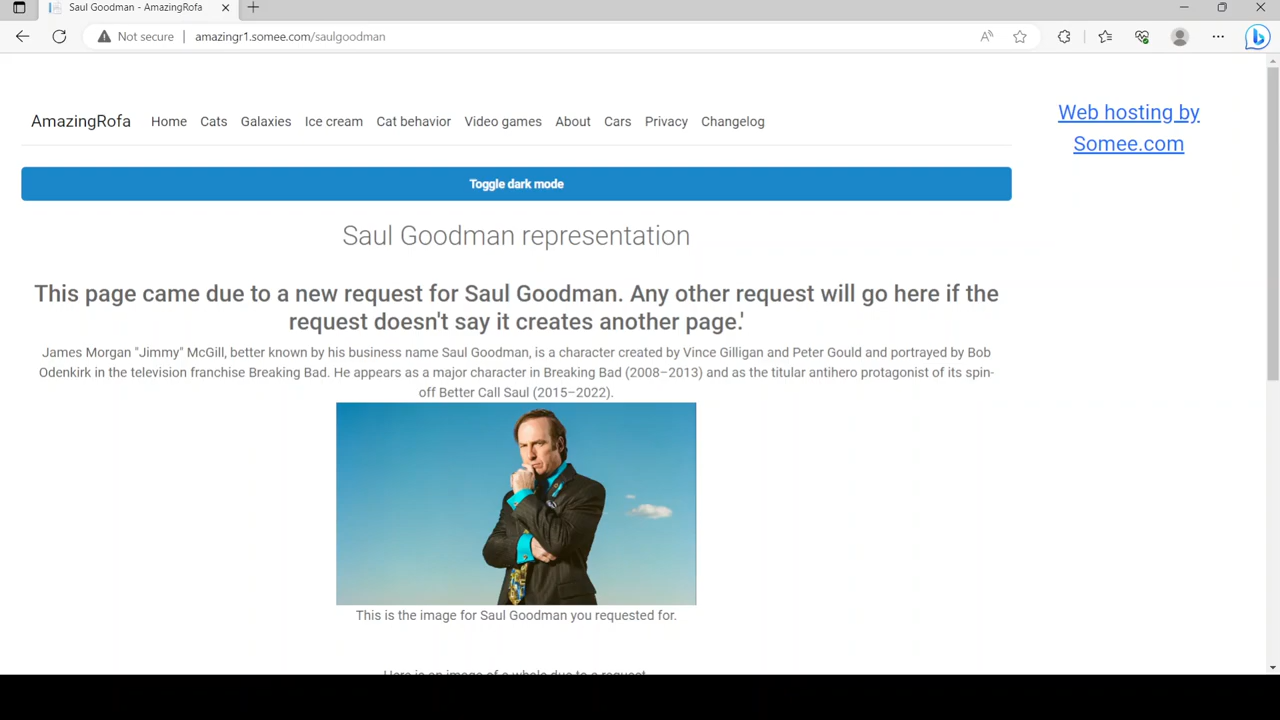 Saul Goodman - AmazingRofa
Not secure
amazingr1.somee.com/saulgoodman
AmazingRofa Home Cats Galaxies Ice cream Cat behavior Video games About Cars Privacy Changelog
Web hosting by
Somee.com
Toggle dark mode
Saul Goodman representation
This page came due to a new request for Saul Goodman. Any other request will go here if the
request doesn't say it creates another page.'
James Morgan "Jimmy" McGill, better known by his business name Saul Goodman, is a character created by Vince Gilligan and Peter Gould and portrayed by Bob
Odenkirk in the television franchise Breaking Bad. He appears as a major character in Breaking Bad (2008–2013) and as the titular antihero protagonist of its spin-
off Better Call Saul (2015–2022).
This is the image for Saul Goodman you requested for.
Here is an image of a whole due to a request